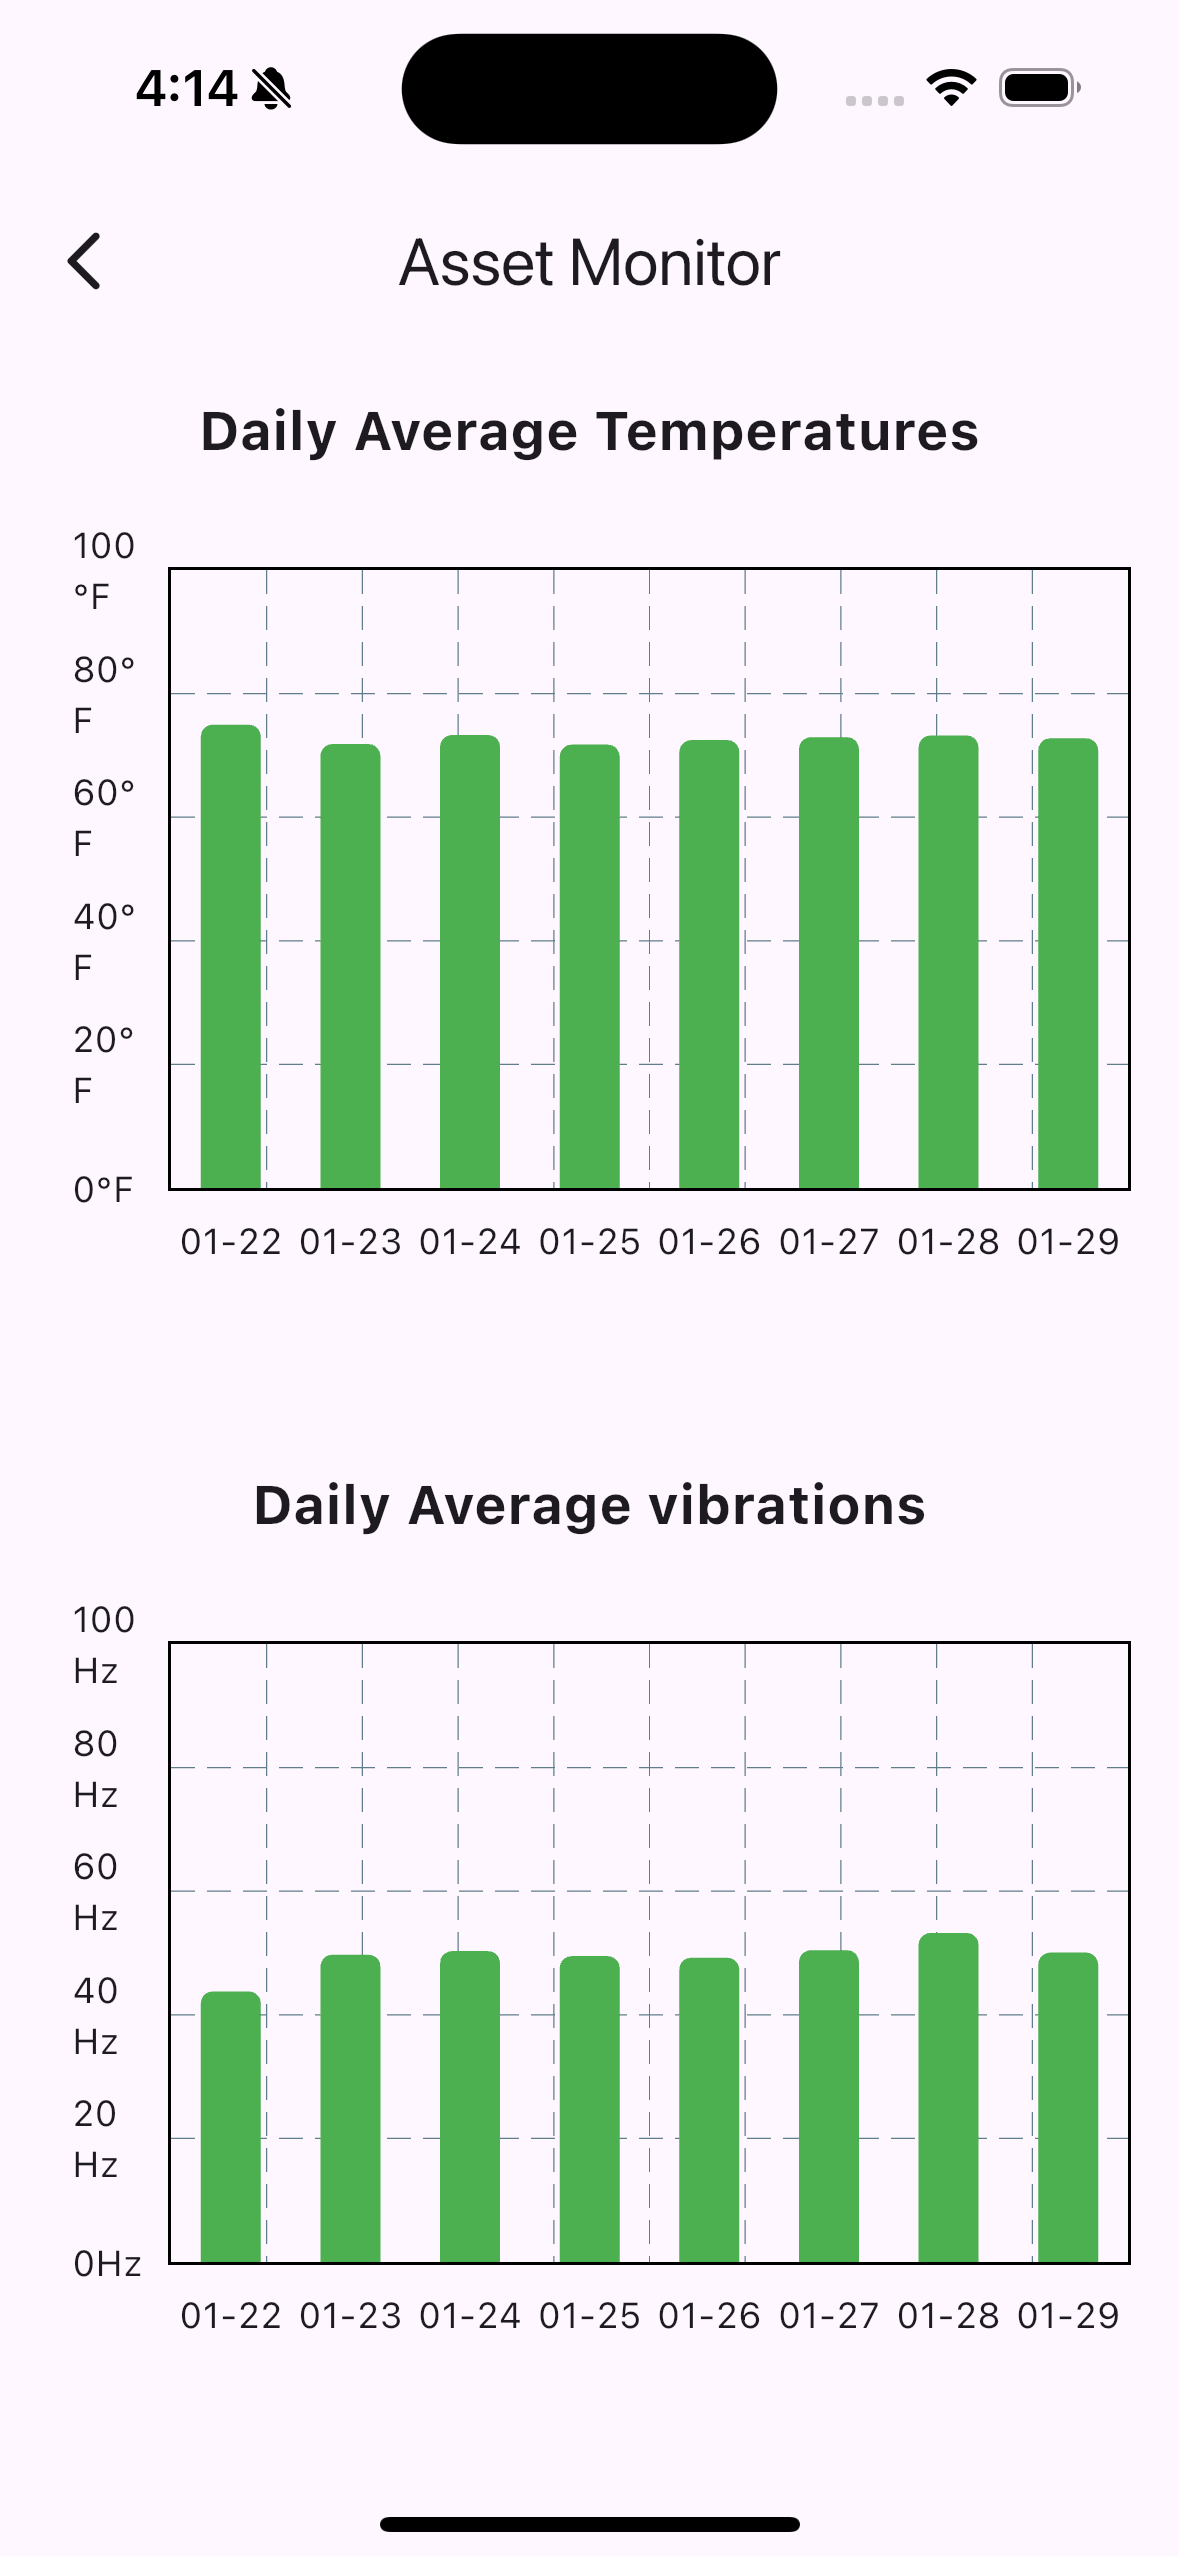 4:14
Asset Monitor
Daily Average Temperatures
100
°F
80°
F
60°
F
40°
F
20°
F
0°F
01-22 01-23 01-24 01-25 01-26 01-27 01-28 01-29
Daily Average vibrations
100
Hz
80
Hz
60
Hz
40
Hz
20
Hz
0Hz
01-22 01-23 01-24 01-25 01-26 01-27 01-28 01-29